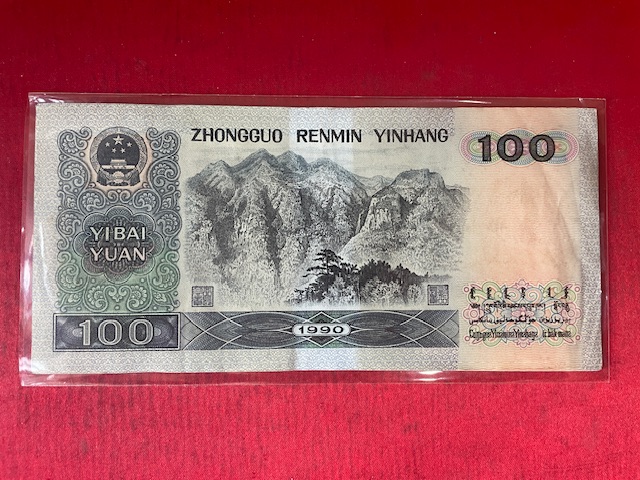 ZHONGGUO RENMIN YINHANG
100
YIBAI
YUAN
100
1990